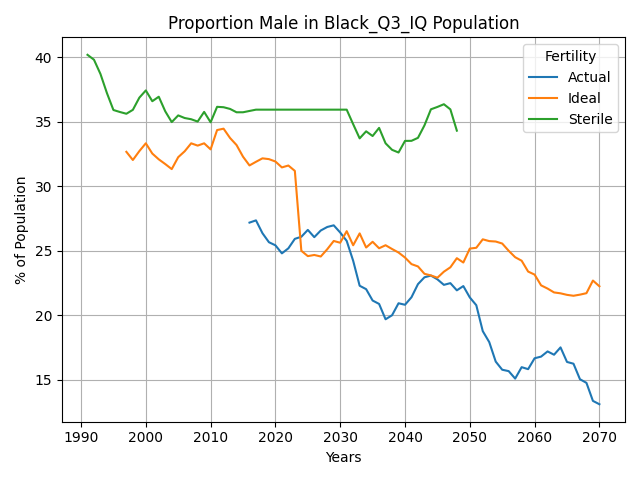 Proportion Male in Black_Q3_IQ Population
Fertility
Actual
Ideal
Sterile
% of Population
40
35
30
25
20
15
1990
2000
2010
2020
2030
2040
2050
2060
2070
Years